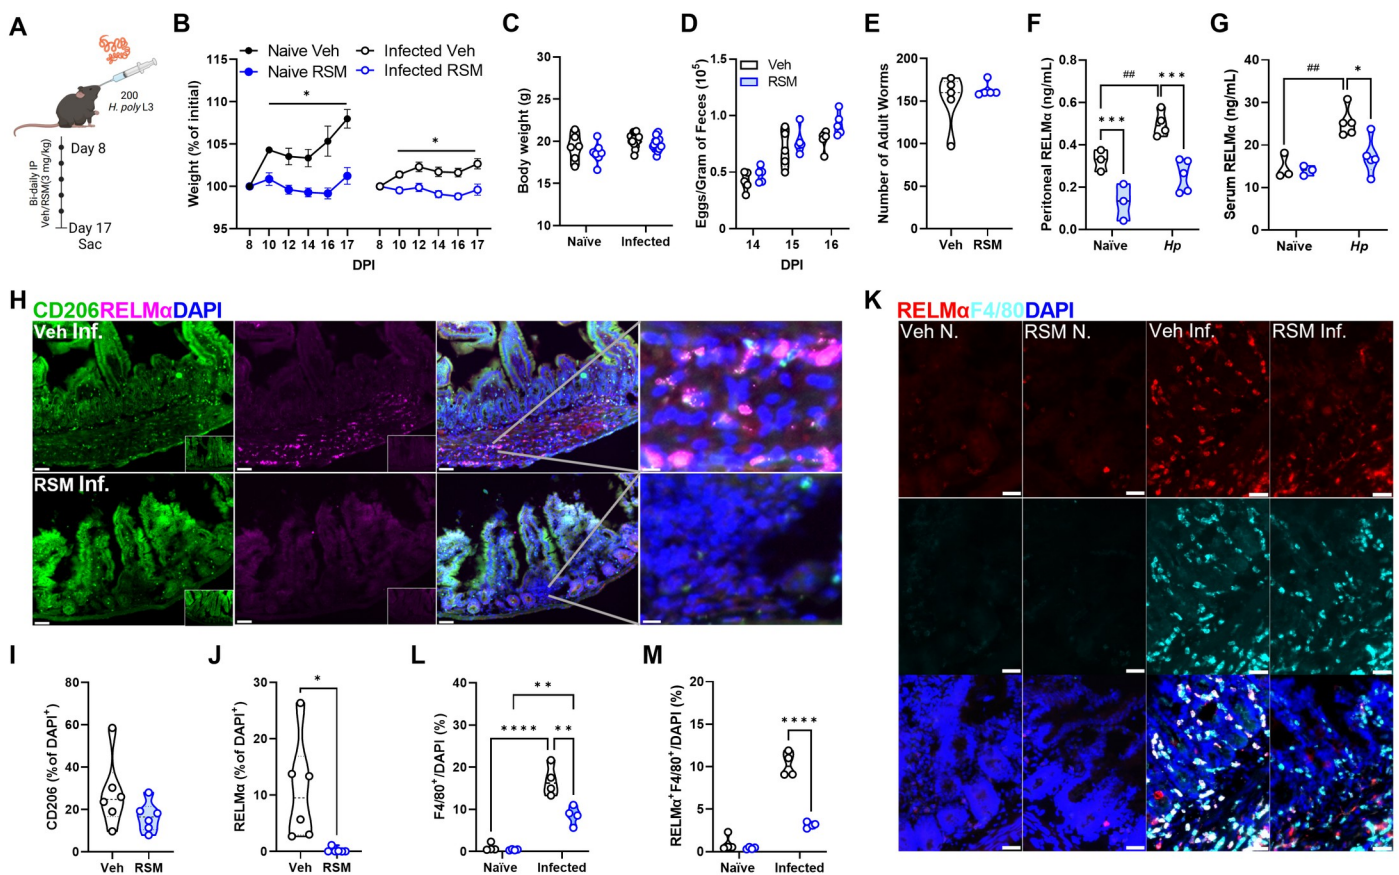 A
200
H. poly L3
Bi-daily IP
Veh/RSM(3 mg/kg)
Day 8
Day 17
Sac
B
Naive Veh
Infected Veh
Naive RSM
Infected RSM
Weight (% of initial)
115
110
105
100
95
*
*
8 10 12 14 16 17 8 10 12 14 16 17
DPI
C
Body weight (g)
30
25
20
15
10
Naïve Infected
D
Eggs/Gram of Feces (10⁵)
1.5
1.0
0.5
0
Veh
RSM
14 15 16
DPI
E
Number of Adult Worms
200
150
100
50
0
Veh RSM
F
Peritoneal RELMα (ng/mL)
0.8
0.6
0.4
0.2
0.0
##
***
***
Naïve Hp
G
Serum RELMα (ng/mL)
40
30
20
10
0
##
*
Naïve Hp
H
CD206RELMαDAPI
Veh Inf.
RSM Inf.
K
RELMαF4/80DAPI
Veh N.
RSM N.
Veh Inf.
RSM Inf.
I
CD206 (% of DAPI⁺)
80
60
40
20
0
Veh RSM
J
RELMα (% of DAPI⁺)
30
20
10
0
*
Veh RSM
L
F4/80⁺/DAPI (%)
40
30
20
10
0
**
****
**
Naïve Infected
M
RELMα⁺F4/80⁺/DAPI (%)
20
15
10
5
0
****
Naïve Infected